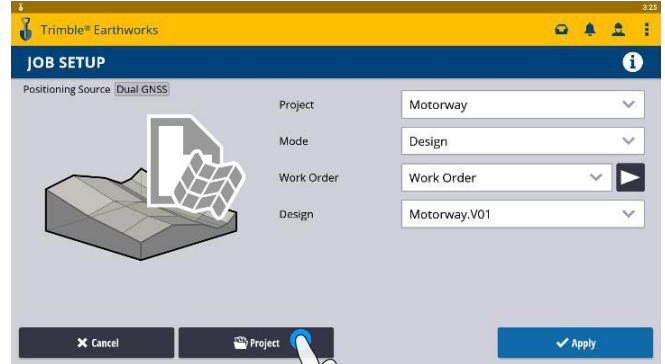 3:25
Trimble® Earthworks
JOB SETUP
Positioning Source Dual GNSS
Project Motorway
Mode Design
Work Order Work Order
Design Motorway.V01
Cancel Project Apply